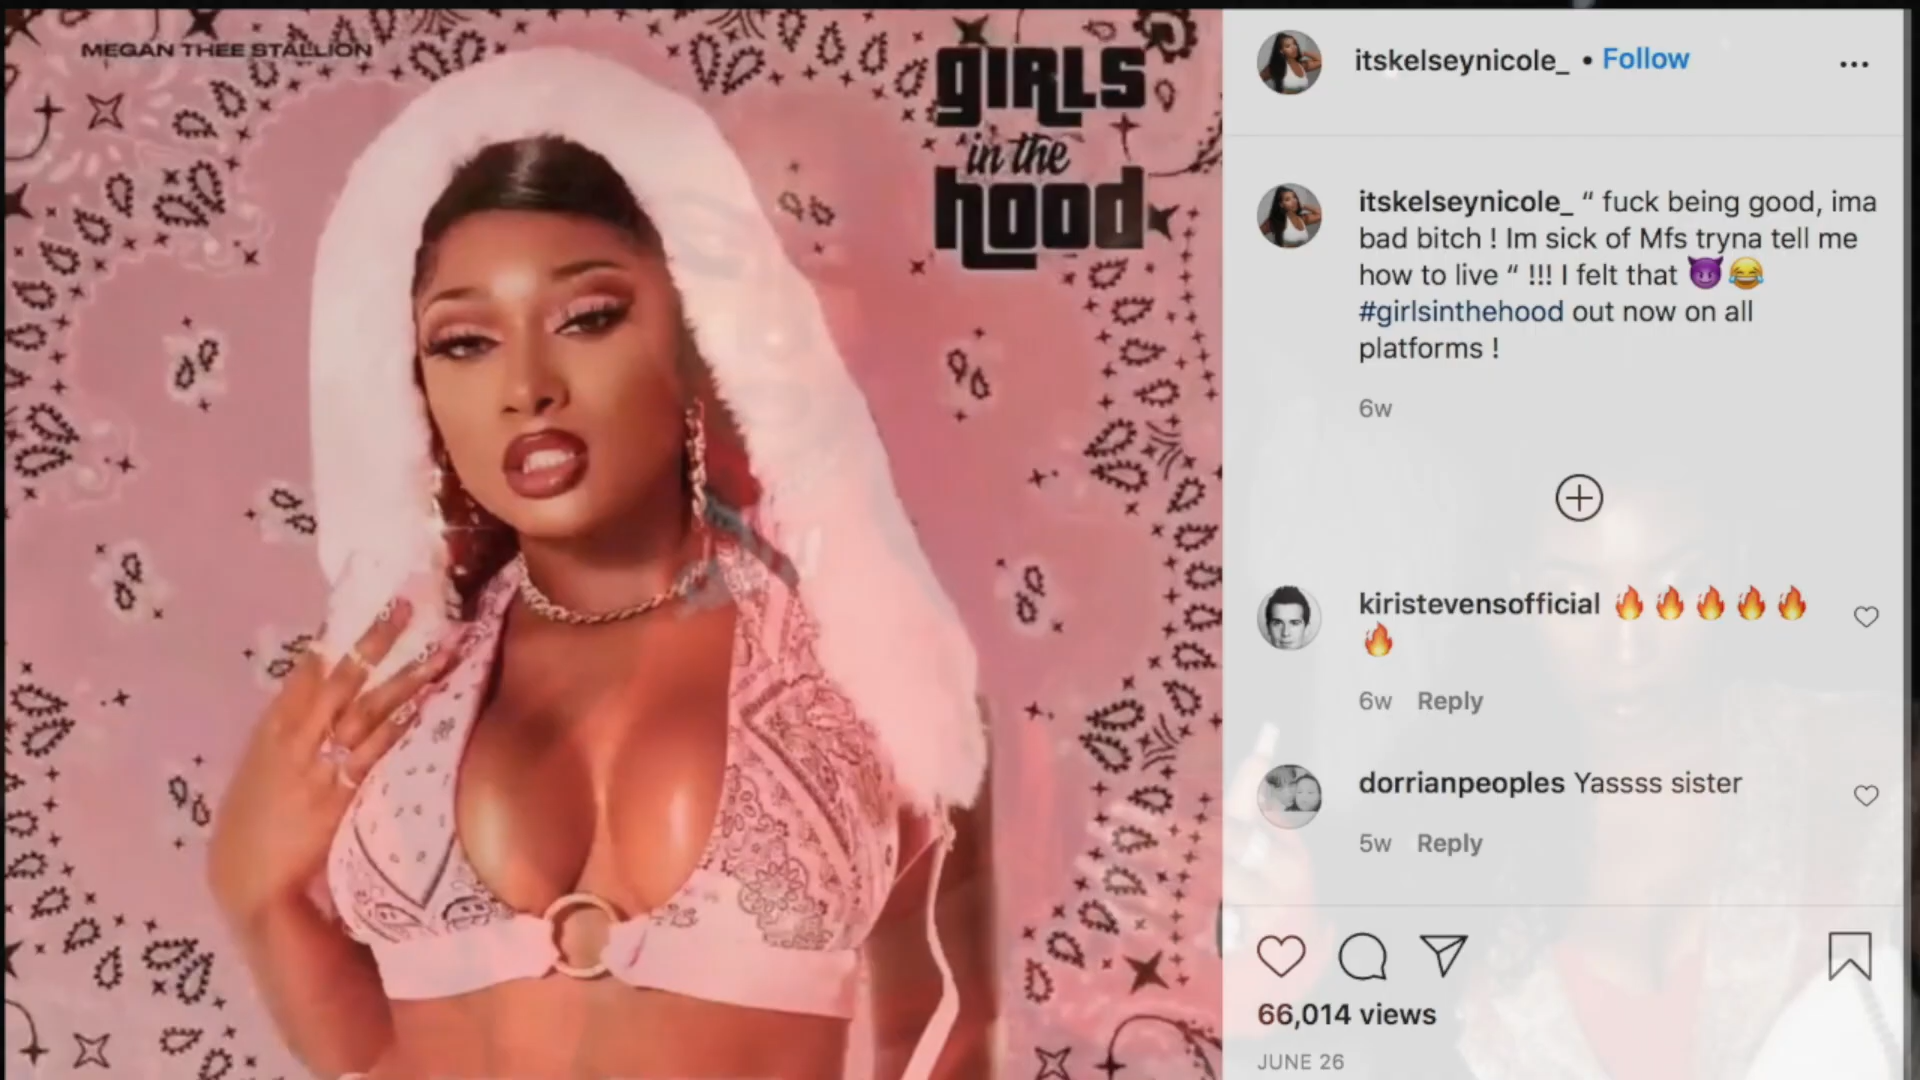 MEGAN THEE STALLION
GIRLS
in the
hood
itskelseynicole_ • Follow
itskelseynicole_ “ fuck being good, ima
bad bitch ! Im sick of Mfs tryna tell me
how to live “ !!! I felt that 😈😂
#girlsinthehood out now on all
platforms !
6w
kiristevensofficial 🔥🔥🔥🔥🔥
🔥
6w Reply
dorrianpeoples Yassss sister
5w Reply
66,014 views
JUNE 26